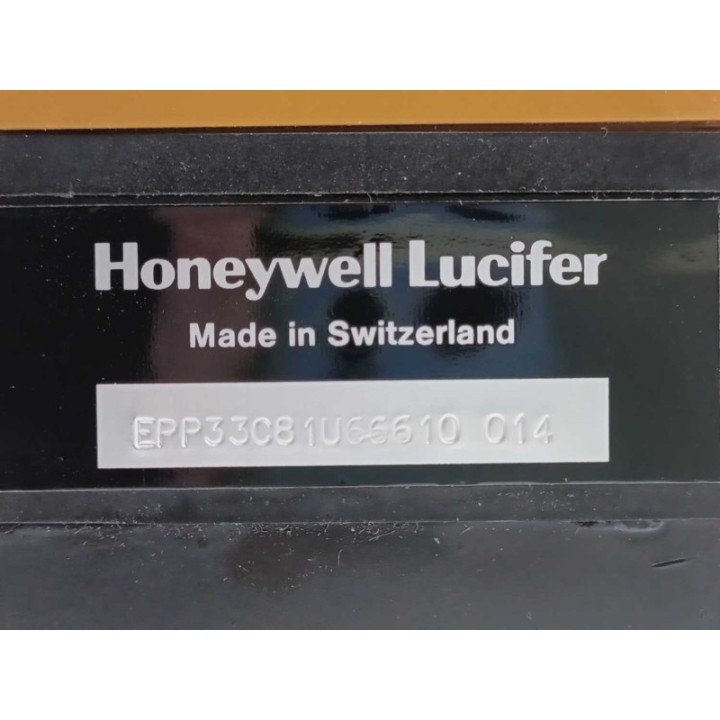 Honeywell Lucifer
Made in Switzerland
EPP33C81U66610 014